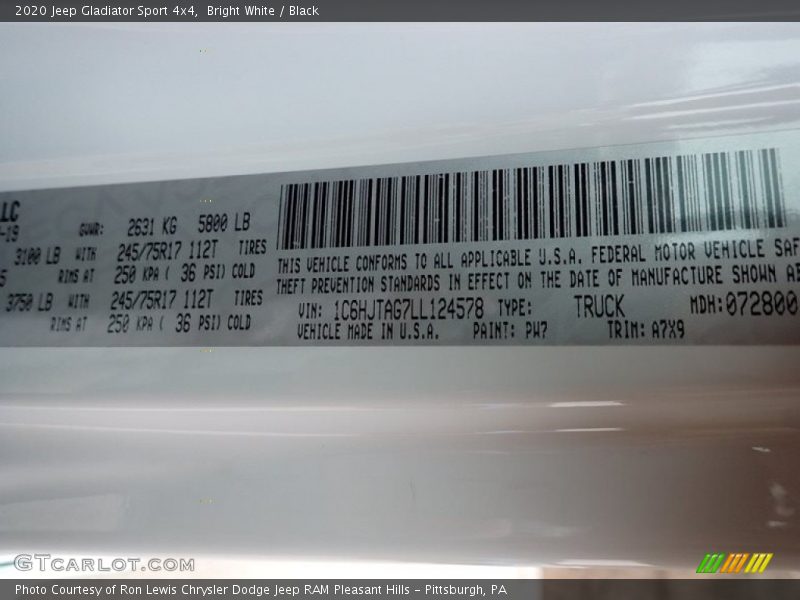 2020 Jeep Gladiator Sport 4x4, Bright White / Black
LC
-19 GVWR: 2631 KG 5800 LB
3100 LB WITH 245/75R17 112T TIRES
5 RIMS AT 250 KPA ( 36 PSI) COLD
3750 LB WITH 245/75R17 112T TIRES
RIMS AT 250 KPA ( 36 PSI) COLD
THIS VEHICLE CONFORMS TO ALL APPLICABLE U.S.A. FEDERAL MOTOR VEHICLE SAF
THEFT PREVENTION STANDARDS IN EFFECT ON THE DATE OF MANUFACTURE SHOWN AB
VIN: 1C6HJTAG7LL124578 TYPE: TRUCK MDH:072800
VEHICLE MADE IN U.S.A. PAINT: PW7 TRIM: A7X9
GTCARLOT.COM
Photo Courtesy of Ron Lewis Chrysler Dodge Jeep RAM Pleasant Hills - Pittsburgh, PA